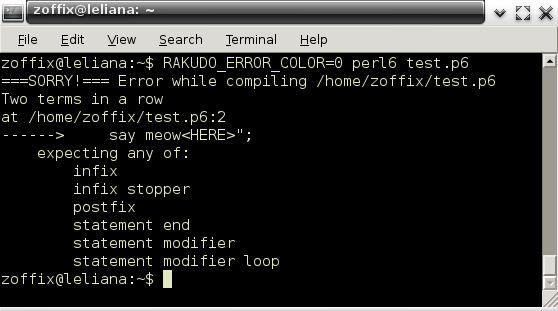 zoffix@leliana: ~
File Edit Search Terminal Help
zoffix@leliana:~$ RAKUDO_ERROR_COLOR=0 perl6 test.p6
===SORRY!=== Error while compiling /home/zoffix/test.p6
Two terms in a row
at /home/zoffix/test.p6:2
------>     say meow<HERE>";
    expecting any of:
        infix
        infix stopper
        postfix
        statement end
        statement modifier
        statement modifier loop
zoffix@leliana:~$